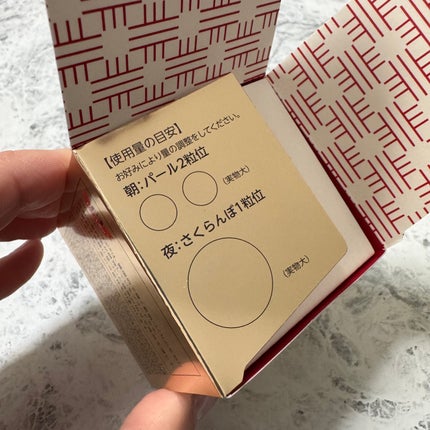 【使用量の目安】
お好みにより量の調整をしてください。
朝:パール2粒位
(実物大)
夜:さくらんぼ1粒位
(実物大)